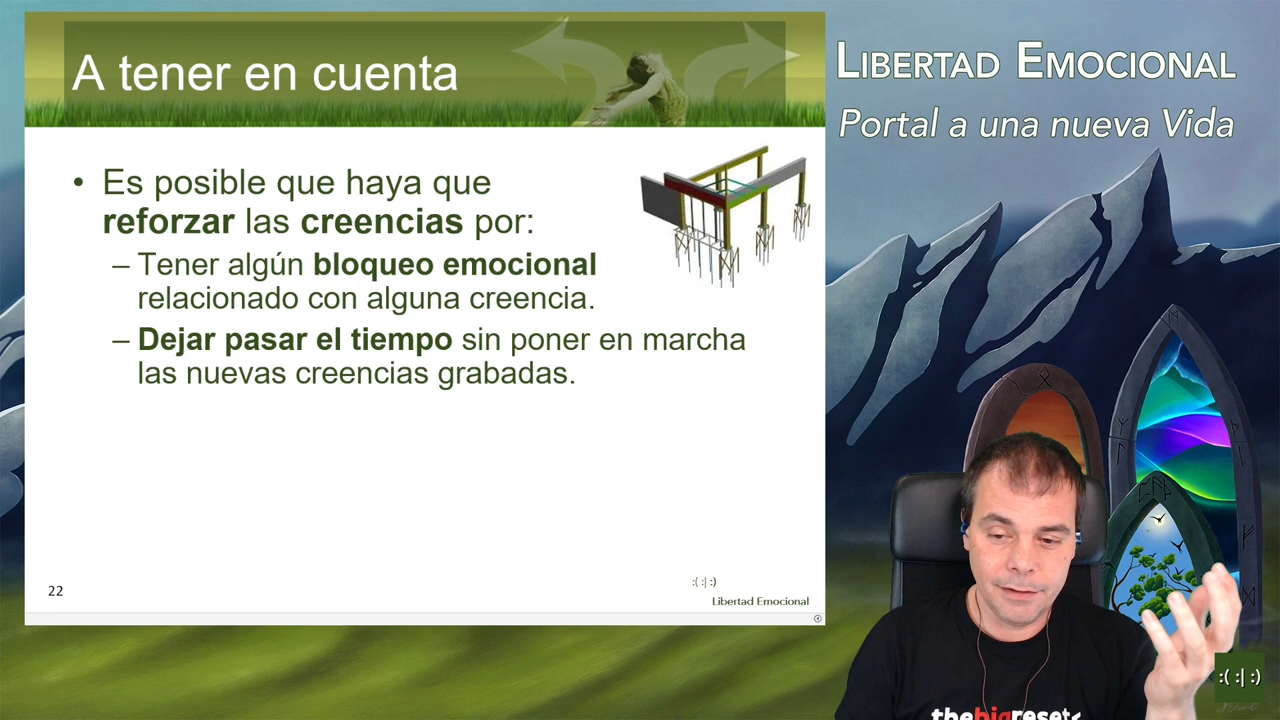 A tener en cuenta
• Es posible que haya que
reforzar las creencias por:
– Tener algún bloqueo emocional
relacionado con alguna creencia.
– Dejar pasar el tiempo sin poner en marcha
las nuevas creencias grabadas.
22
:( :| :)
Libertad Emocional
LIBERTAD EMOCIONAL
Portal a una nueva Vida
thebigreset
:( :| :)